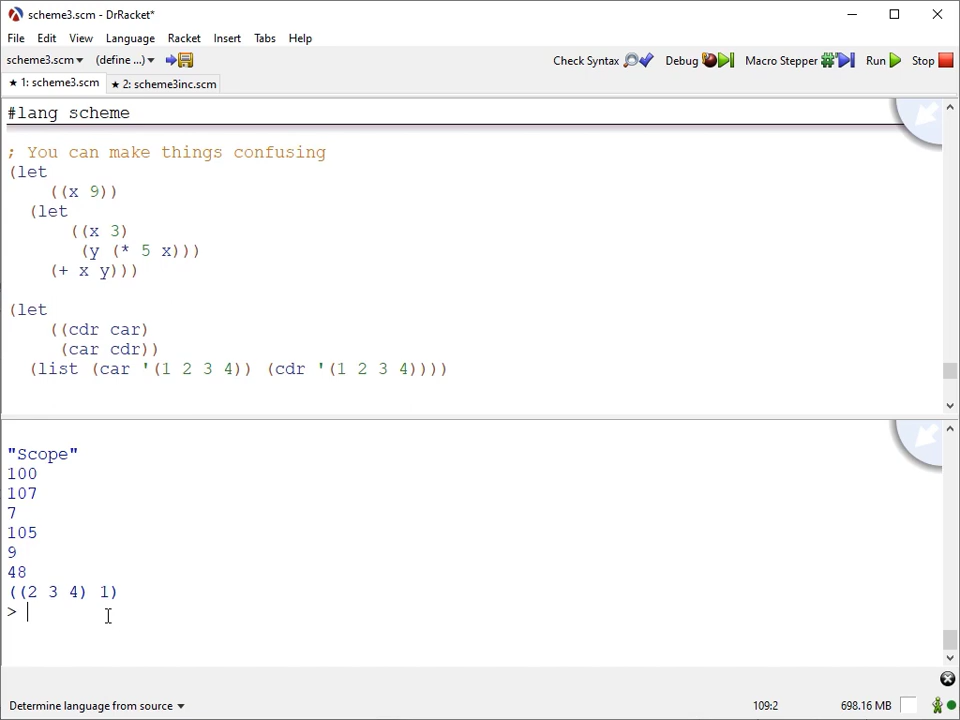 scheme3.scm - DrRacket*
File Edit View Language Racket Insert Tabs Help
scheme3.scm (define ...) Check Syntax Debug Macro Stepper Run Stop
★ 1: scheme3.scm ★ 2: scheme3inc.scm
#lang scheme
; You can make things confusing
(let
((x 9))
(let
((x 3)
(y (* 5 x)))
(+ x y)))
(let
((cdr car)
(car cdr))
(list (car '(1 2 3 4)) (cdr '(1 2 3 4))))
"Scope"
100
107
7
105
9
48
((2 3 4) 1)
>
Determine language from source 109:2 698.16 MB